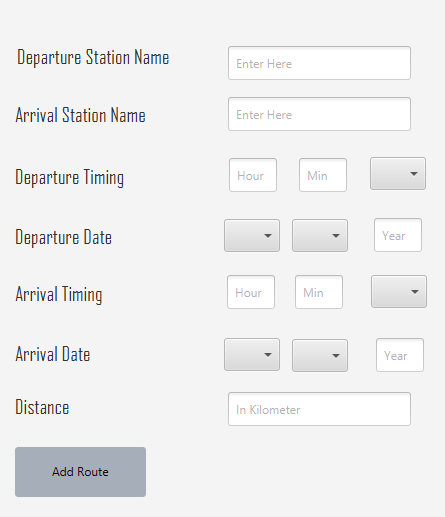 Departure Station Name Enter Here
Arrival Station Name Enter Here
Departure Timing Hour Min
Departure Date Year
Arrival Timing Hour Min
Arrival Date Year
Distance In Kilometer
Add Route